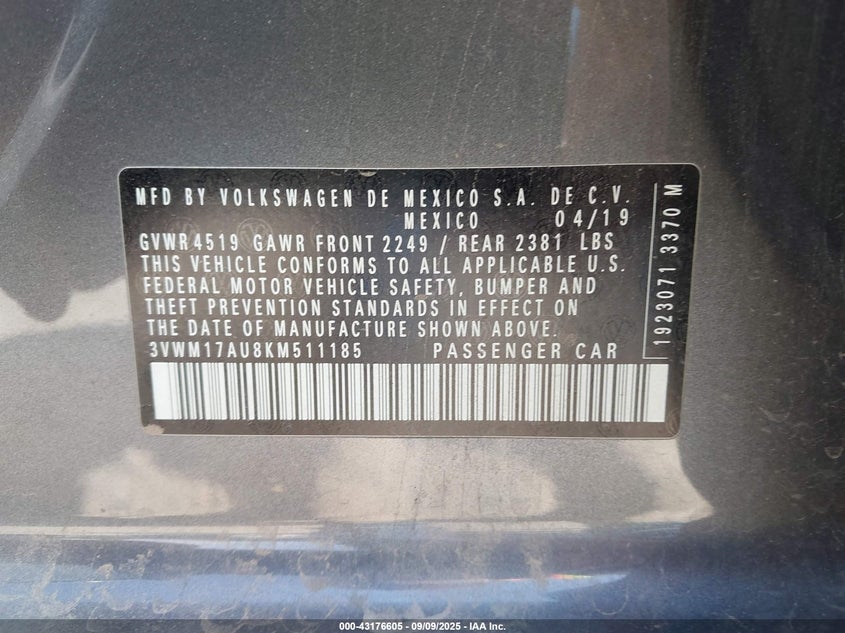 MFD BY VOLKSWAGEN DE MEXICO S.A. DE C.V.
MEXICO 04/19
GVWR 4519 GAWR FRONT 2249 / REAR 2381 LBS
THIS VEHICLE CONFORMS TO ALL APPLICABLE U.S.
FEDERAL MOTOR VEHICLE SAFETY, BUMPER AND
THEFT PREVENTION STANDARDS IN EFFECT ON
THE DATE OF MANUFACTURE SHOWN ABOVE.
3VWM17AU8KM511185 PASSENGER CAR
1923071 3370 M
000-43176605 - 09/09/2025 - IAA Inc.